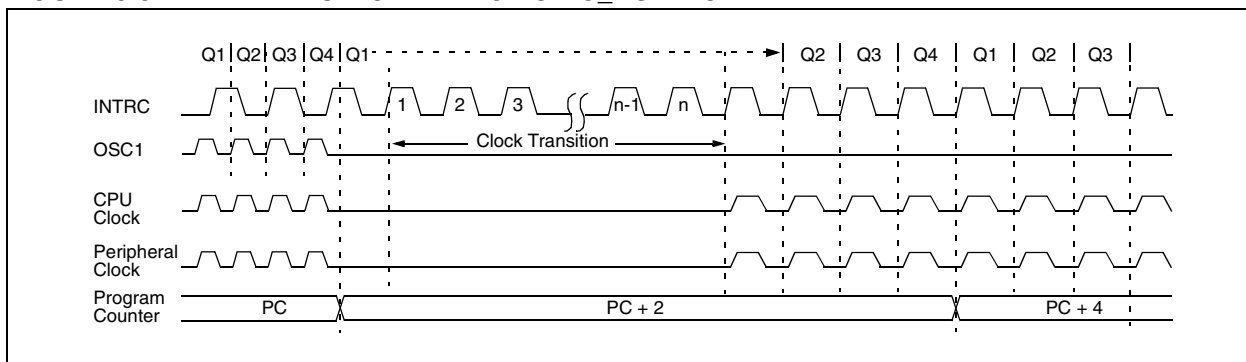 Q1 Q2 Q3 Q4 Q1 Q2 Q3 Q4 Q1 Q2 Q3
INTRC
1 2 3 n-1 n
Clock Transition
OSC1
CPU
Clock
Peripheral
Clock
Program
Counter
PC PC + 2 PC + 4